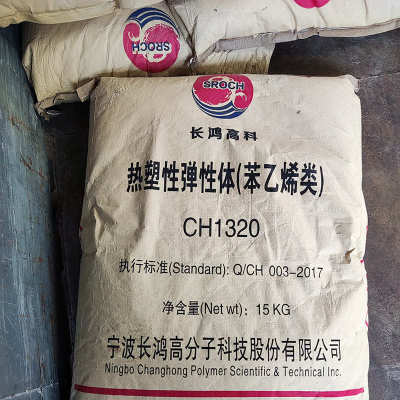 SROCH
SROCH
长鸿高科
热塑性弹性体(苯乙烯类)
CH1320
执行标准(Standard): Q/CH 003-2017
净含量(Net wt): 15KG
宁波长鸿高分子科技股份有限公司
Ningbo Changhong Polymer Scientific & Technical Inc.